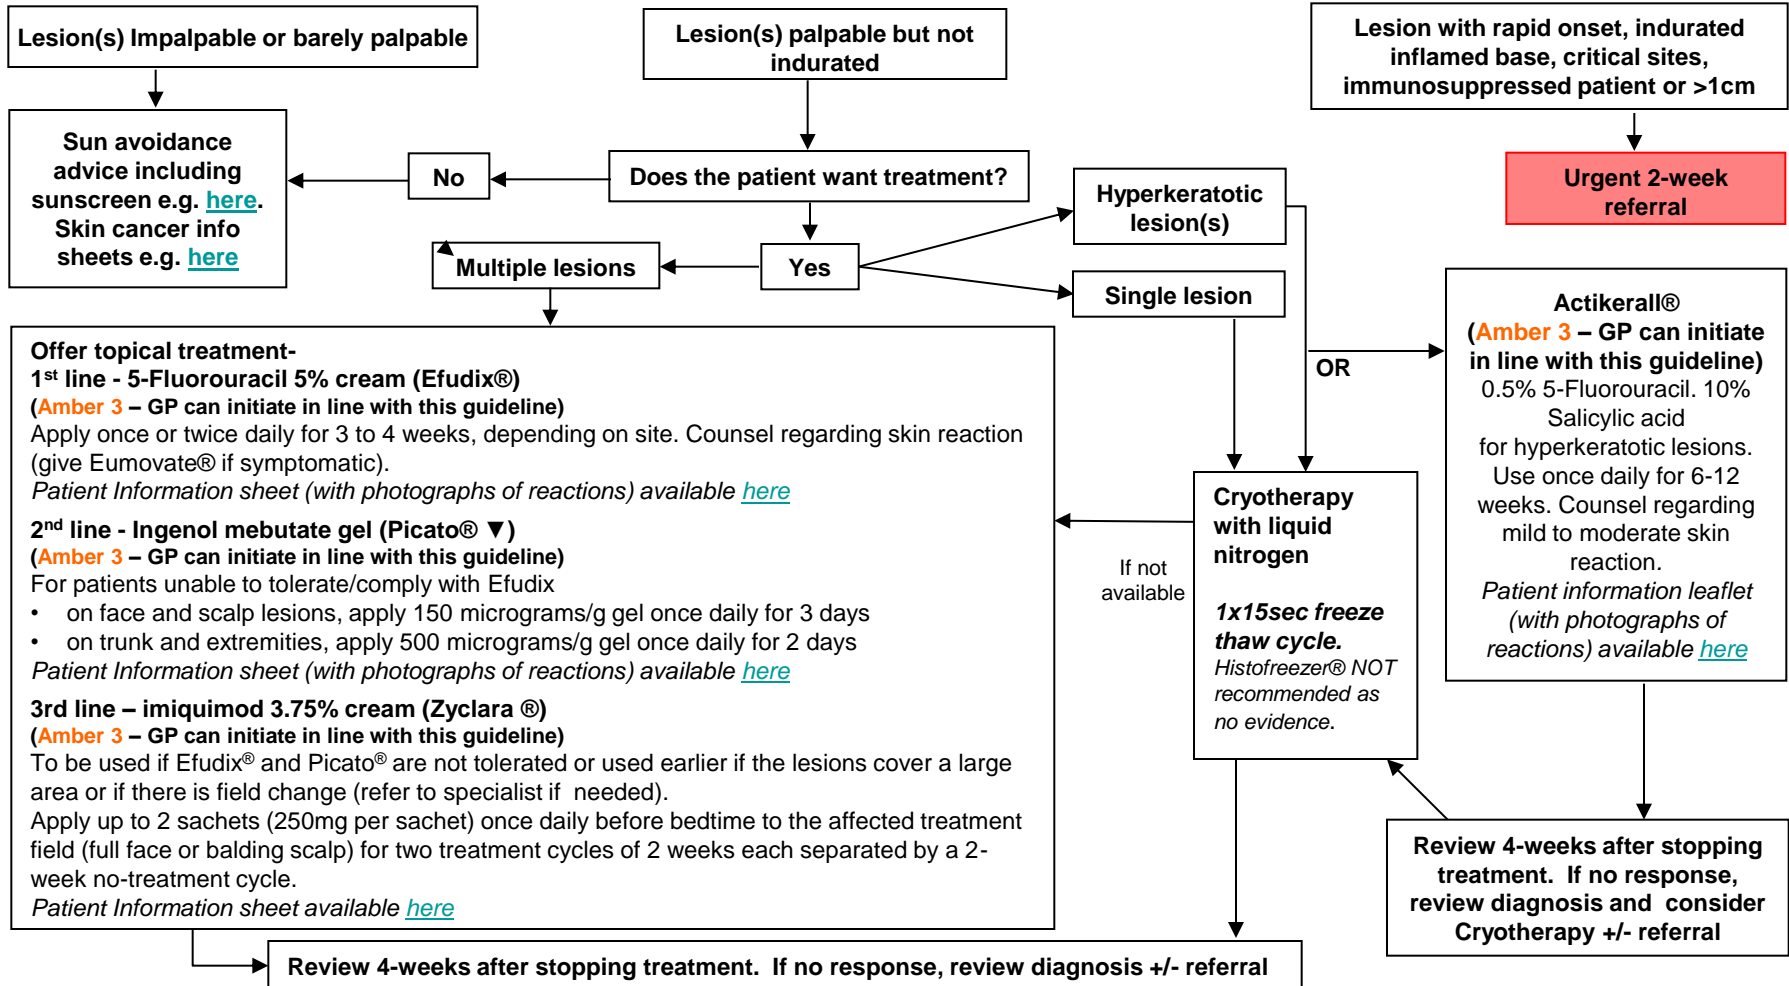 Lesion(s) Impalpable or barely palpable
Lesion(s) palpable but not
indurated
Lesion with rapid onset, indurated
inflamed base, critical sites,
immunosuppressed patient or >1cm
Sun avoidance
advice including
sunscreen e.g. here.
Skin cancer info
sheets e.g. here
No
Does the patient want treatment?
Hyperkeratotic
lesion(s)
Urgent 2-week
referral
Multiple lesions
Yes
Single lesion
Offer topical treatment-
1st line - 5-Fluorouracil 5% cream (Efudix®)
(Amber 3 – GP can initiate in line with this guideline)
Apply once or twice daily for 3 to 4 weeks, depending on site. Counsel regarding skin reaction
(give Eumovate® if symptomatic).
Patient Information sheet (with photographs of reactions) available here
2nd line - Ingenol mebutate gel (Picato® ▼)
(Amber 3 – GP can initiate in line with this guideline)
For patients unable to tolerate/comply with Efudix
• on face and scalp lesions, apply 150 micrograms/g gel once daily for 3 days
• on trunk and extremities, apply 500 micrograms/g gel once daily for 2 days
Patient Information sheet (with photographs of reactions) available here
3rd line – imiquimod 3.75% cream (Zyclara ®)
(Amber 3 – GP can initiate in line with this guideline)
To be used if Efudix® and Picato® are not tolerated or used earlier if the lesions cover a large
area or if there is field change (refer to specialist if needed).
Apply up to 2 sachets (250mg per sachet) once daily before bedtime to the affected treatment
field (full face or balding scalp) for two treatment cycles of 2 weeks each separated by a 2-
week no-treatment cycle.
Patient Information sheet available here
If not
available
Cryotherapy
with liquid
nitrogen
1x15sec freeze
thaw cycle.
Histofreezer® NOT
recommended as
no evidence.
OR
Actikerall®
(Amber 3 – GP can initiate
in line with this guideline)
0.5% 5-Fluorouracil. 10%
Salicylic acid
for hyperkeratotic lesions.
Use once daily for 6-12
weeks. Counsel regarding
mild to moderate skin
reaction.
Patient information leaflet
(with photographs of
reactions) available here
Review 4-weeks after stopping
treatment. If no response,
review diagnosis and consider
Cryotherapy +/- referral
Review 4-weeks after stopping treatment. If no response, review diagnosis +/- referral